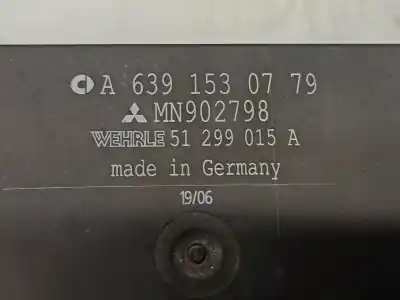 A 639 153 07 79
MN902798
WEHRLE 51 299 015 A
made in Germany
19/06